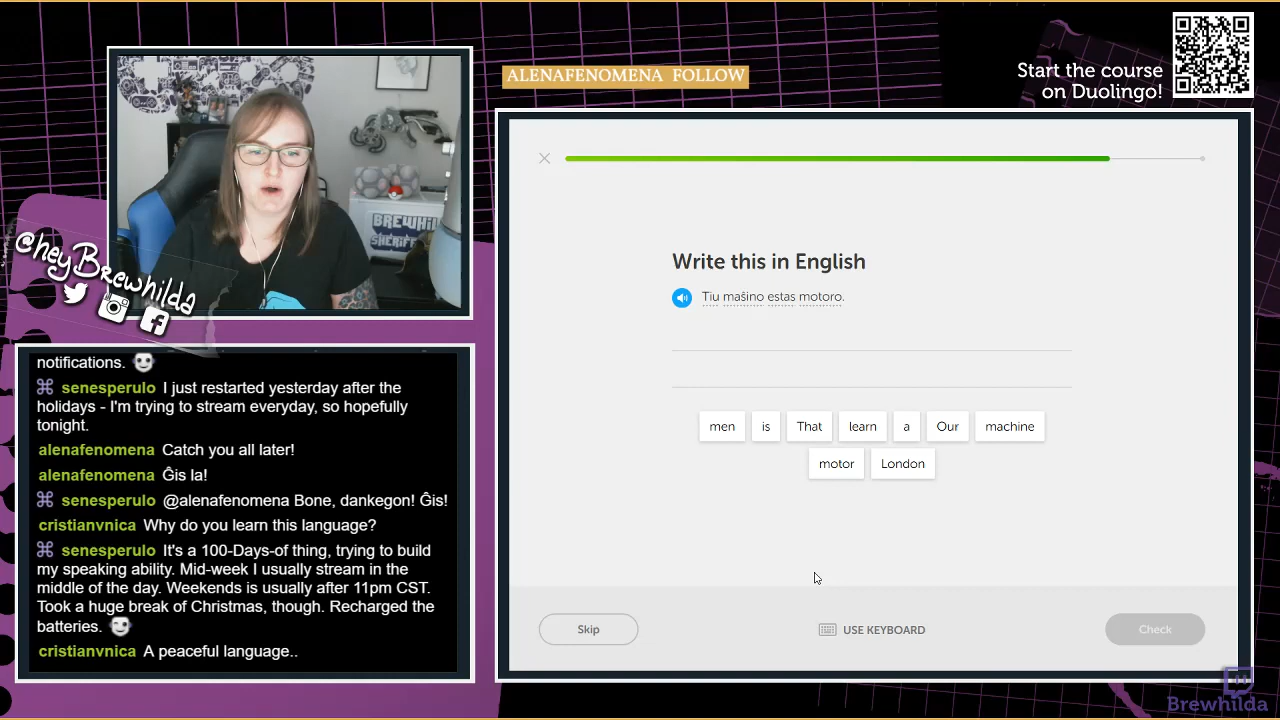 ALENAFENOMENA FOLLOW
Start the course
on Duolingo!
BREWHIL
SHERIFF
@heyBrewhilda
Write this in English
Tiu maŝino estas motoro.
men
is
That
learn
a
Our
machine
motor
London
Skip
USE KEYBOARD
Check
notifications.
senesperulo I just restarted yesterday after the
holidays - I'm trying to stream everyday, so hopefully
tonight.
alenafenomena Catch you all later!
alenafenomena Ĝis la!
senesperulo @alenafenomena Bone, dankegon! Ĝis!
cristianvnica Why do you learn this language?
senesperulo It's a 100-Days-of thing, trying to build
my speaking ability. Mid-week I usually stream in the
middle of the day. Weekends is usually after 11pm CST.
Took a huge break of Christmas, though. Recharged the
batteries.
cristianvnica A peaceful language..
Brewhilda